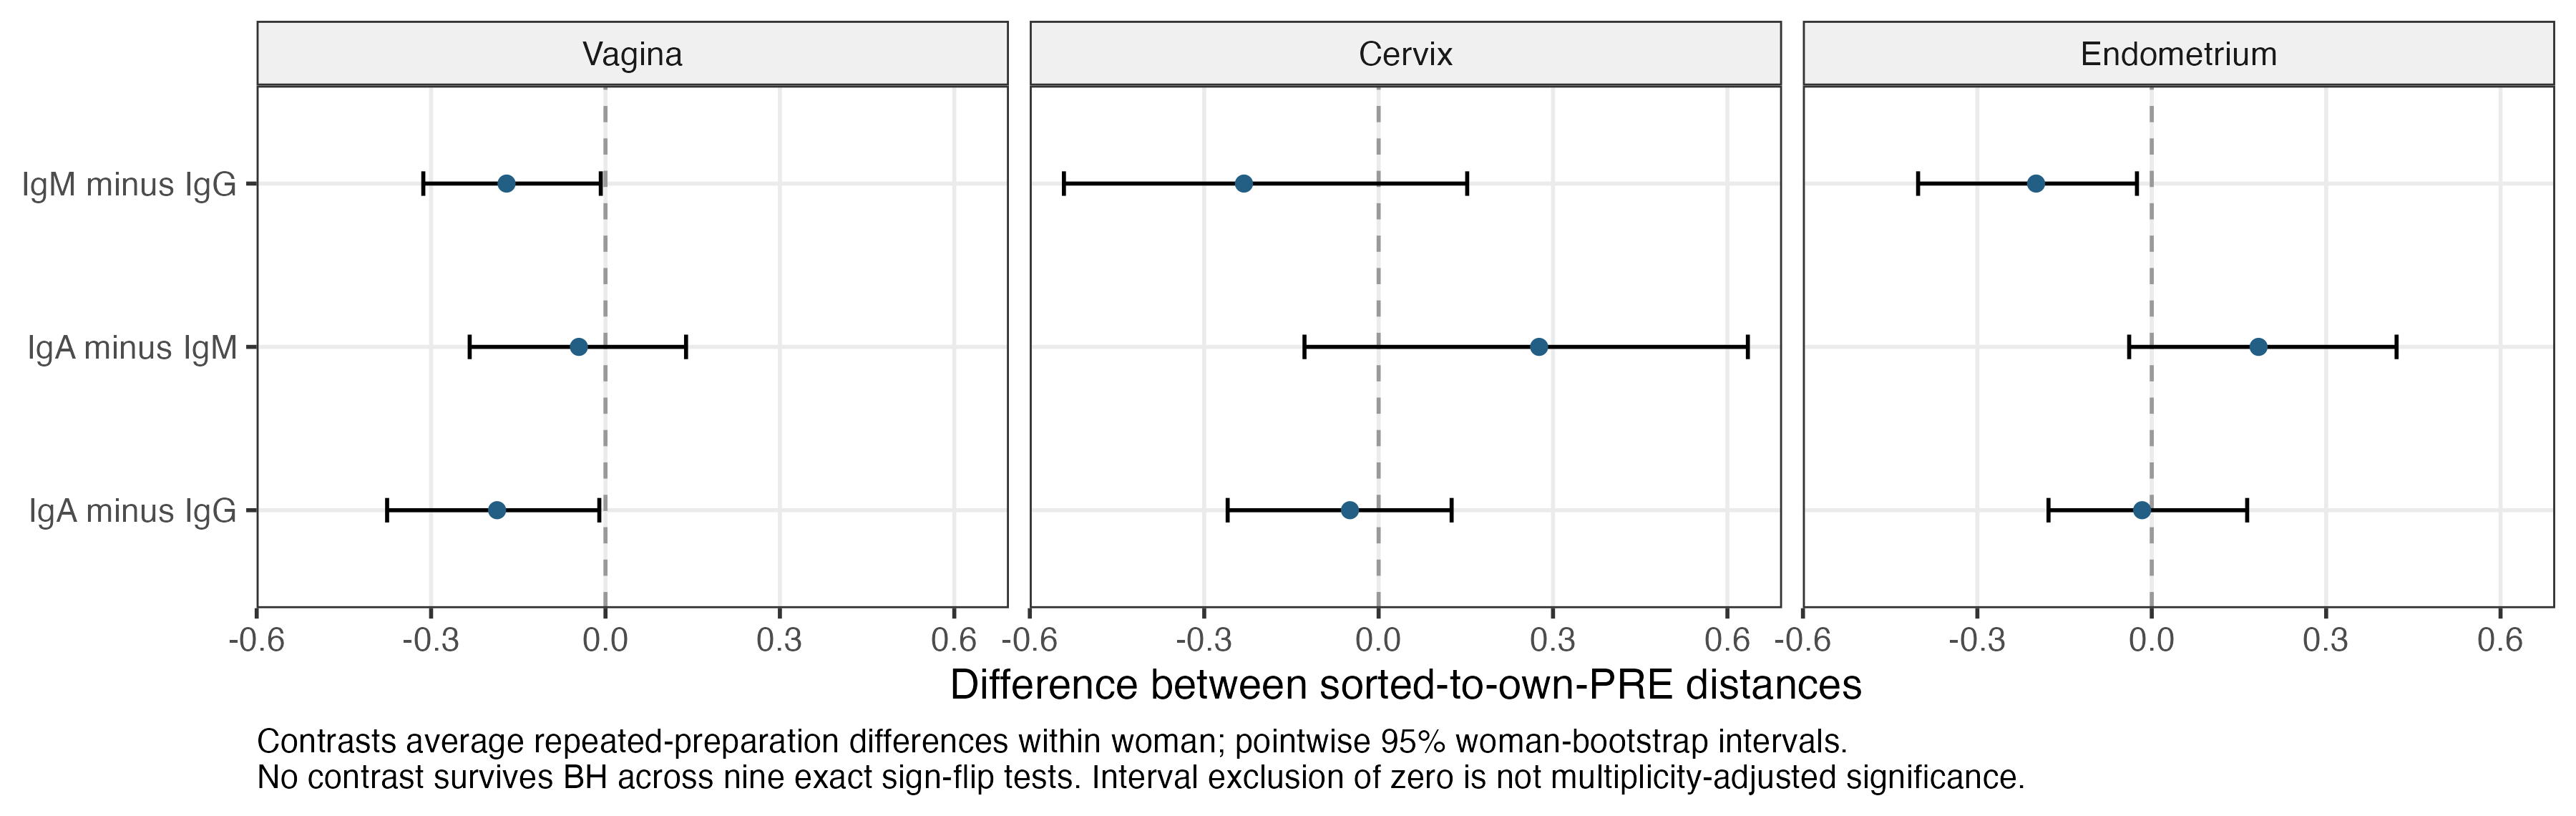 Vagina
Cervix
Endometrium
IgM minus IgG
IgA minus IgM
IgA minus IgG
-0.6 -0.3 0.0 0.3 0.6 -0.6 -0.3 0.0 0.3 0.6 -0.6 -0.3 0.0 0.3 0.6
Difference between sorted-to-own-PRE distances
Contrasts average repeated-preparation differences within woman; pointwise 95% woman-bootstrap intervals.
No contrast survives BH across nine exact sign-flip tests. Interval exclusion of zero is not multiplicity-adjusted significance.